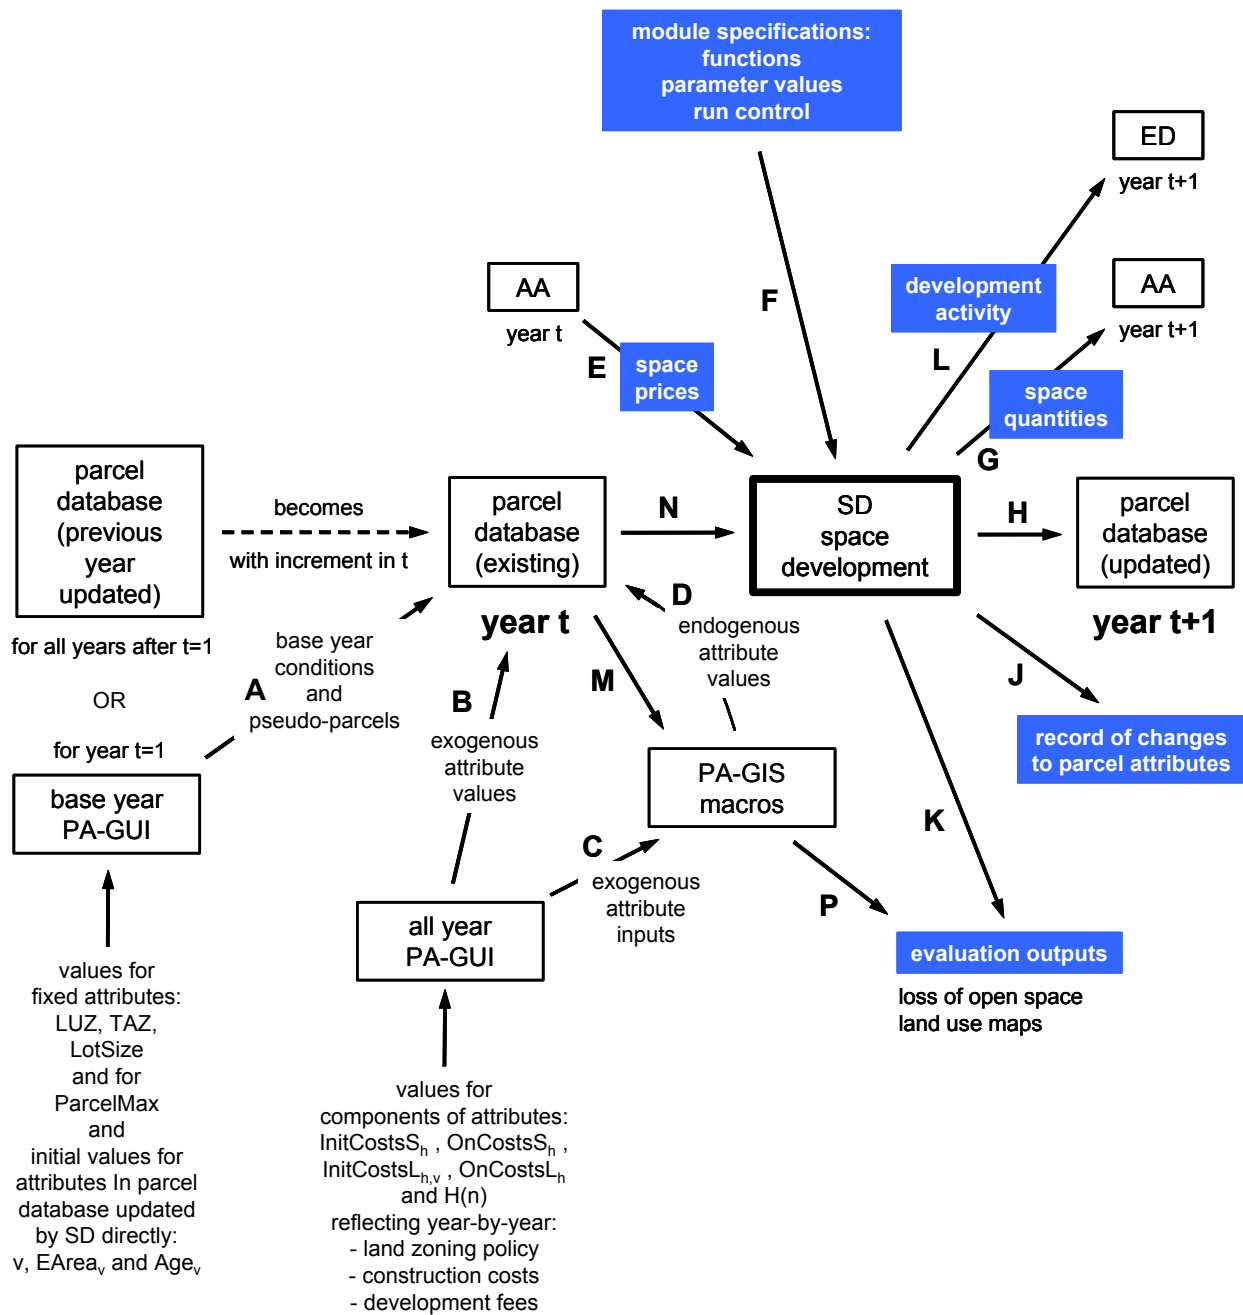 module specifications:
functions
parameter values
run control
ED
year t+1
AA
year t
AA
year t+1
F
development
activity
L
E
space
prices
space
quantities
G
parcel
database
(previous
year
updated)
for all years after t=1
becomes
with increment in t
parcel
database
(existing)
year t
N
SD
space
development
H
parcel
database
(updated)
year t+1
D
endogenous
attribute
values
base year
conditions
and
pseudo-parcels
A
OR
for year t=1
B
exogenous
attribute
values
M
J
record of changes
to parcel attributes
base year
PA-GUI
PA-GIS
macros
K
C
exogenous
attribute
inputs
P
all year
PA-GUI
evaluation outputs
loss of open space
land use maps
values for
fixed attributes:
LUZ, TAZ,
LotSize
and for
ParcelMax
and
initial values for
attributes In parcel
database updated
by SD directly:
v, EAreaᵥ and Ageᵥ
values for
components of attributes:
InitCostsSₕ , OnCostsSₕ ,
InitCostsLₕ,ᵥ , OnCostsLₕ
and H(n)
reflecting year-by-year:
- land zoning policy
- construction costs
- development fees